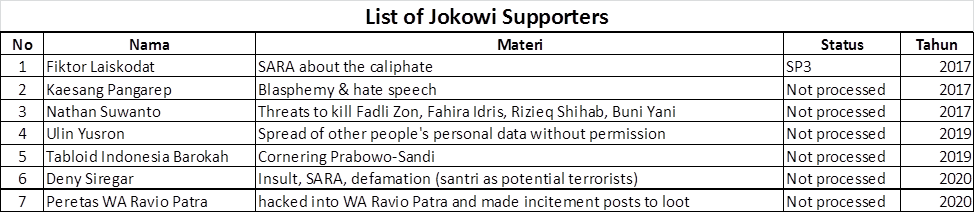 List of Jokowi Supporters
No Nama Materi Status Tahun
1 Fiktor Laiskodat SARA about the caliphate SP3 2017
2 Kaesang Pangarep Blasphemy & hate speech Not processed 2017
3 Nathan Suwanto Threats to kill Fadli Zon, Fahira Idris, Rizieq Shihab, Buni Yani Not processed 2017
4 Ulin Yusron Spread of other people's personal data without permission Not processed 2019
5 Tabloid Indonesia Barokah Cornering Prabowo-Sandi Not processed 2019
6 Deny Siregar Insult, SARA, defamation (santri as potential terrorists) Not processed 2020
7 Peretas WA Ravio Patra hacked into WA Ravio Patra and made incitement posts to loot Not processed 2020